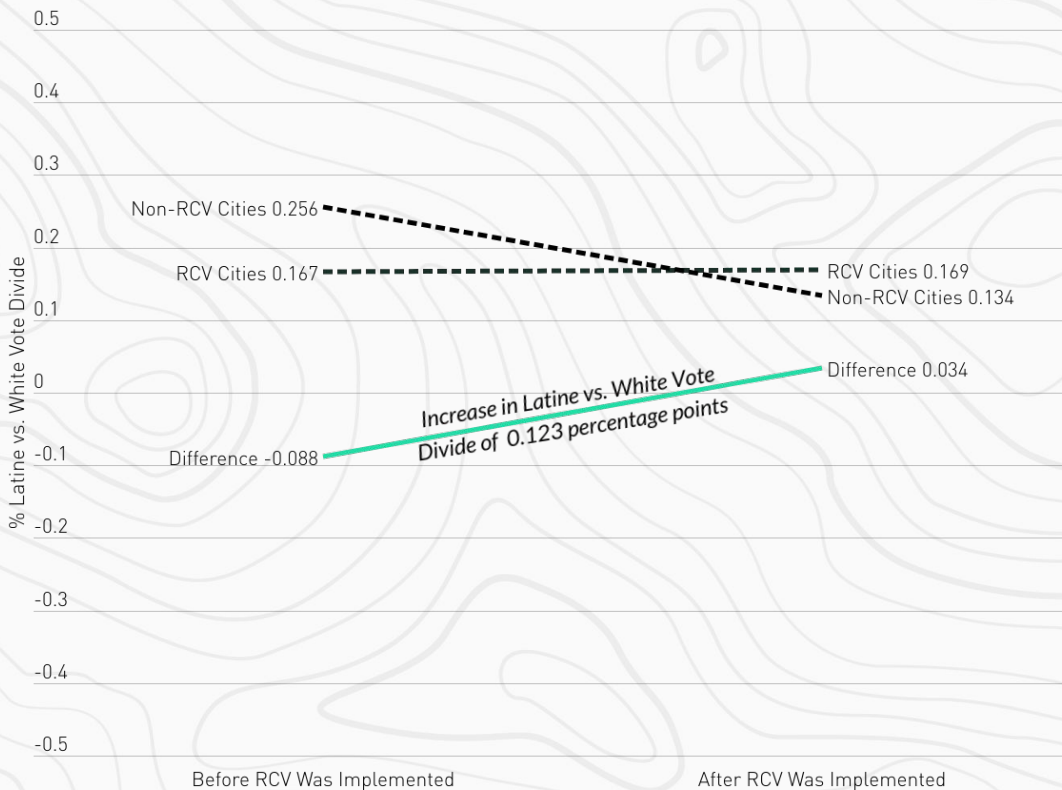 % Latine vs. White Vote Divide
0.5
0.4
0.3
0.2
0.1
0
-0.1
-0.2
-0.3
-0.4
-0.5
Non-RCV Cities 0.256
RCV Cities 0.167
RCV Cities 0.169
Non-RCV Cities 0.134
Difference 0.034
Increase in Latine vs. White Vote
Divide of 0.123 percentage points
Difference -0.088
Before RCV Was Implemented
After RCV Was Implemented